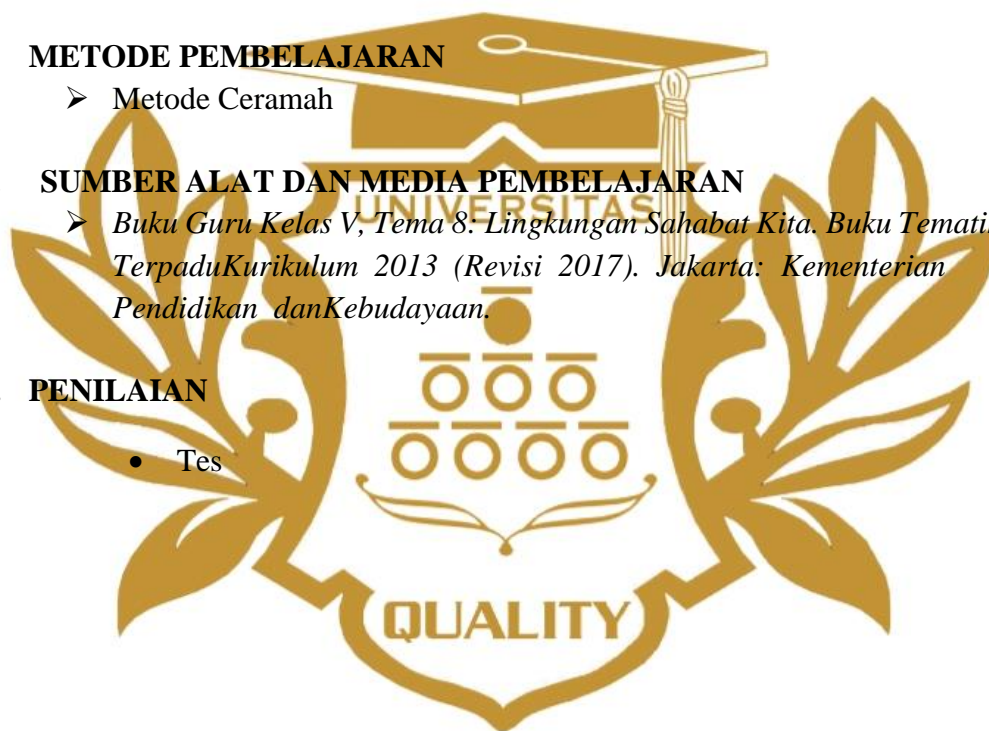 METODE PEMBELAJARAN
➢ Metode Ceramah
SUMBER ALAT DAN MEDIA PEMBELAJARAN
UNIVERSITAS
➢ Buku Guru Kelas V, Tema 8: Lingkungan Sahabat Kita. Buku
TerpaduKurikulum 2013 (Revisi 2017). Jakarta: Kementerian
Pendidikan danKebudayaan.
PENILAIAN
• Tes
QUALITY